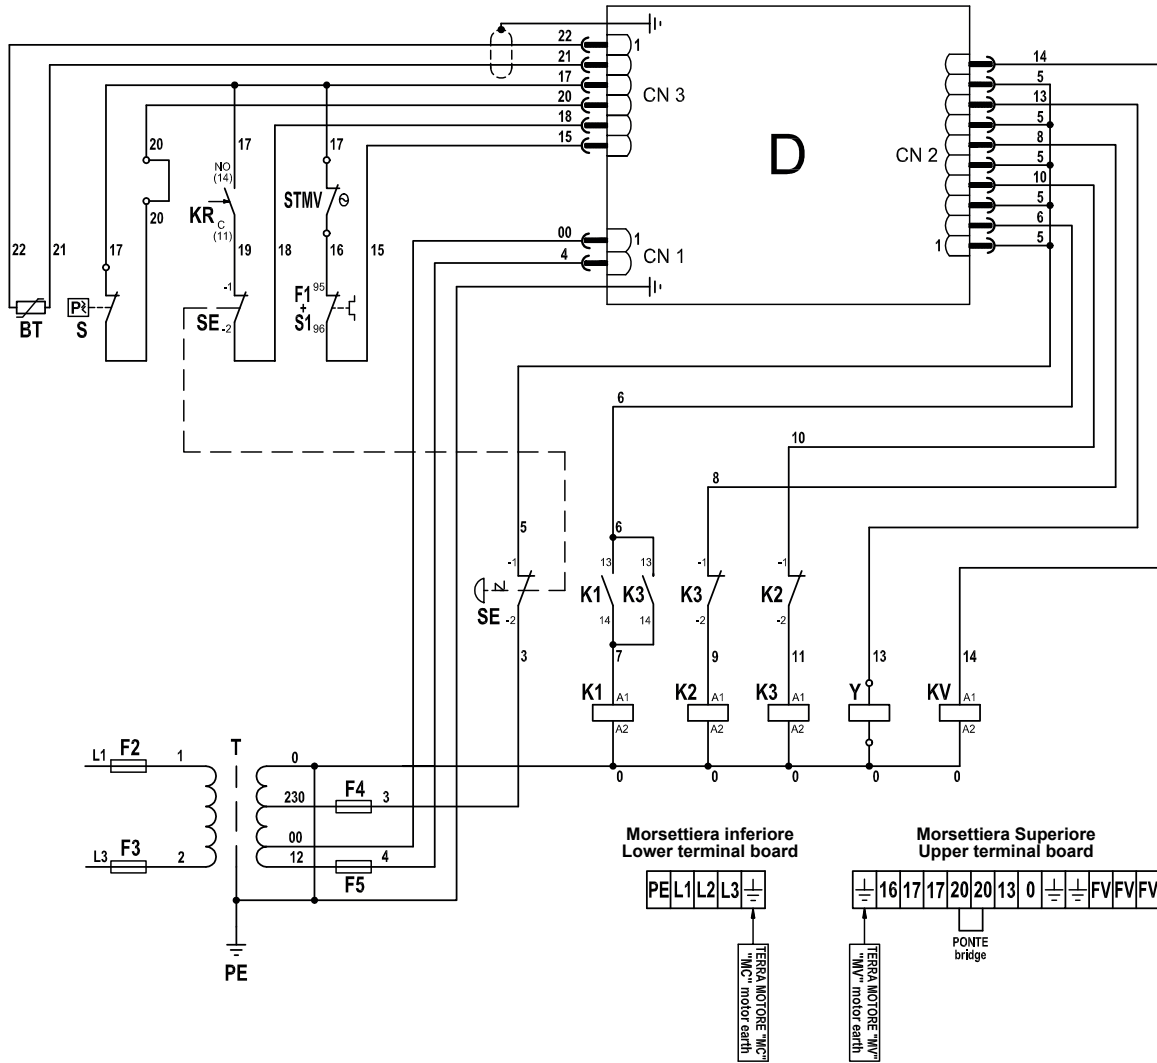 22
1
21
17
20
18
15
CN 3
D
14
5
13
5
8
5
10
5
6
1
5
CN 2
20
17
17
NO
(14)
KR
C
(11)
STMV
20
22
21
17
19
18
16
15
00
1
4
CN 1
-1
95
F1
+
S1
96
BT
P
S
SE
-2
6
10
8
5
6
-1
13
13
-1
-1
SE
K1
K3
K3
K2
-2
14
14
-2
-2
3
7
9
11
13
14
K1
A1
A2
K2
A1
A2
K3
A1
A2
Y
KV
A1
A2
L1
F2
1
T
0
0
0
0
0
0
230
F4
3
00
L3
F3
2
12
4
F5
PE
Morsettiera inferiore
Lower terminal board
PE L1 L2 L3
TERRA MOTORE "MC"
"MC" motor earth
Morsettiera Superiore
Upper terminal board
16 17 17 20 20 13 0 FV FV FV
PONTE
bridge
TERRA MOTORE "MV"
"MV" motor earth